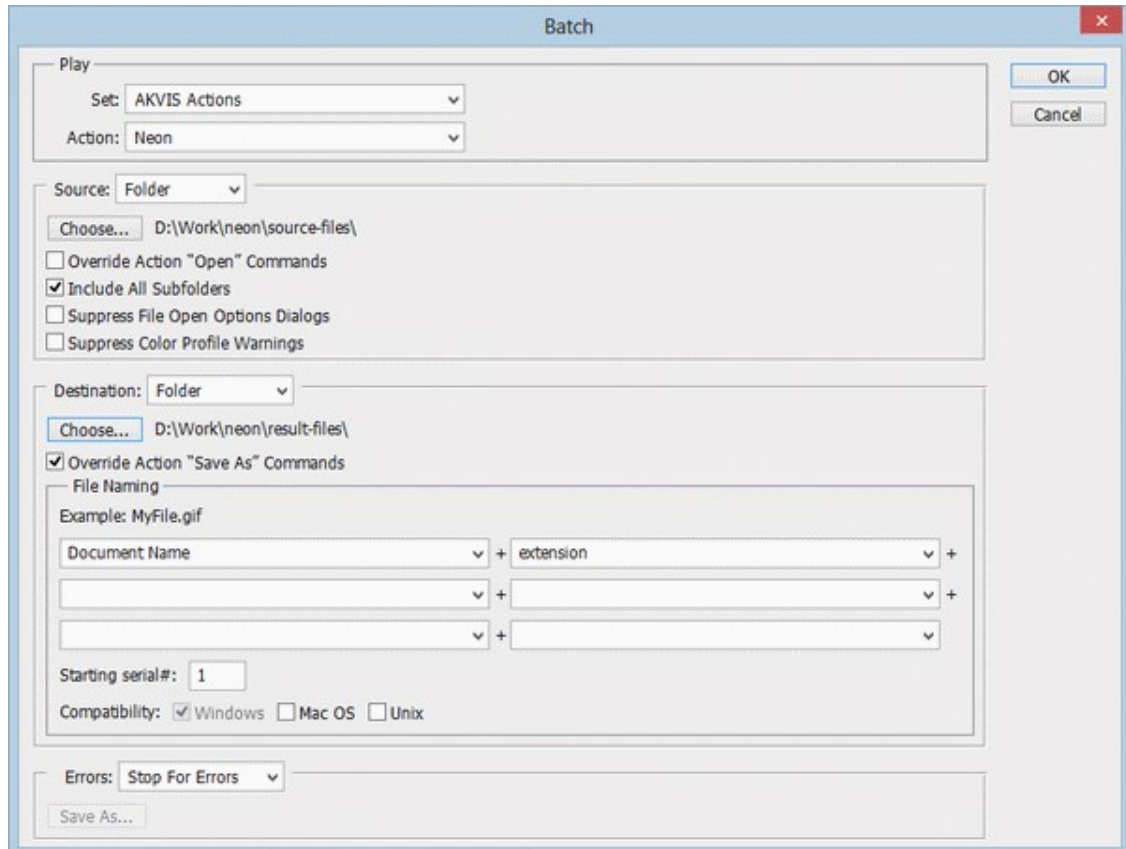 Batch
Play
Set: AKVIS Actions
Action: Neon
OK
Cancel
Source: Folder
Choose... D:\Work\neon\source-files\
Override Action "Open" Commands
Include All Subfolders
Suppress File Open Options Dialogs
Suppress Color Profile Warnings
Destination: Folder
Choose... D:\Work\neon\result-files\
Override Action "Save As" Commands
File Naming
Example: MyFile.gif
Document Name + extension +
+ +
+
Starting serial#: 1
Compatibility: Windows Mac OS Unix
Errors: Stop For Errors
Save As...